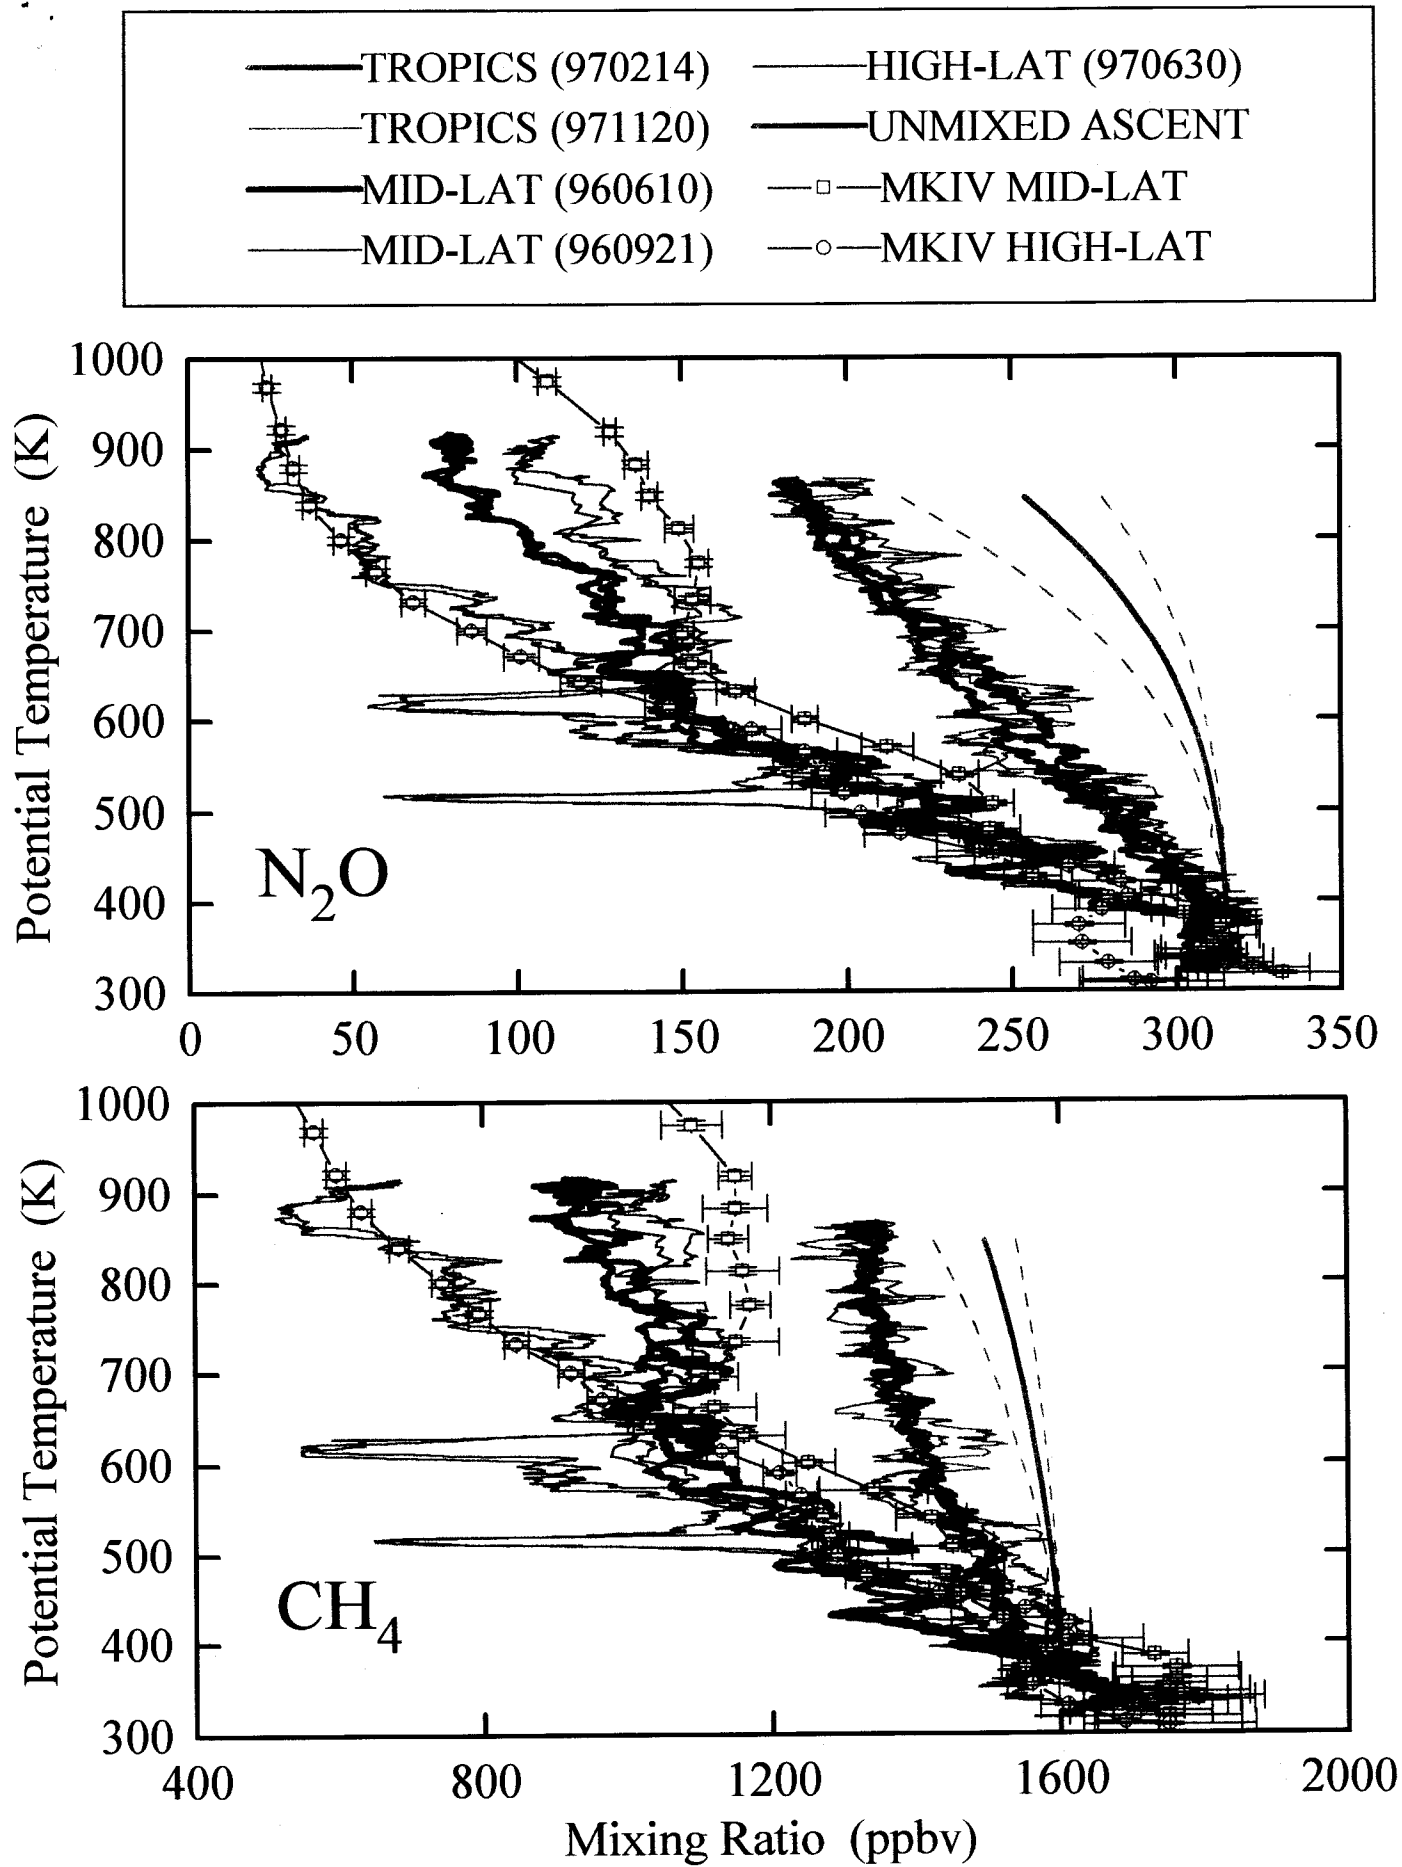 TROPICS (970214) HIGH-LAT (970630)
TROPICS (971120) UNMIXED ASCENT
MID-LAT (960610) MKIV MID-LAT
MID-LAT (960921) MKIV HIGH-LAT
1000
900
800
700
600
500
400
300
Potential Temperature (K)
N2O
0 50 100 150 200 250 300 350
1000
900
800
700
600
500
400
300
Potential Temperature (K)
CH4
400 800 1200 1600 2000
Mixing Ratio (ppbv)